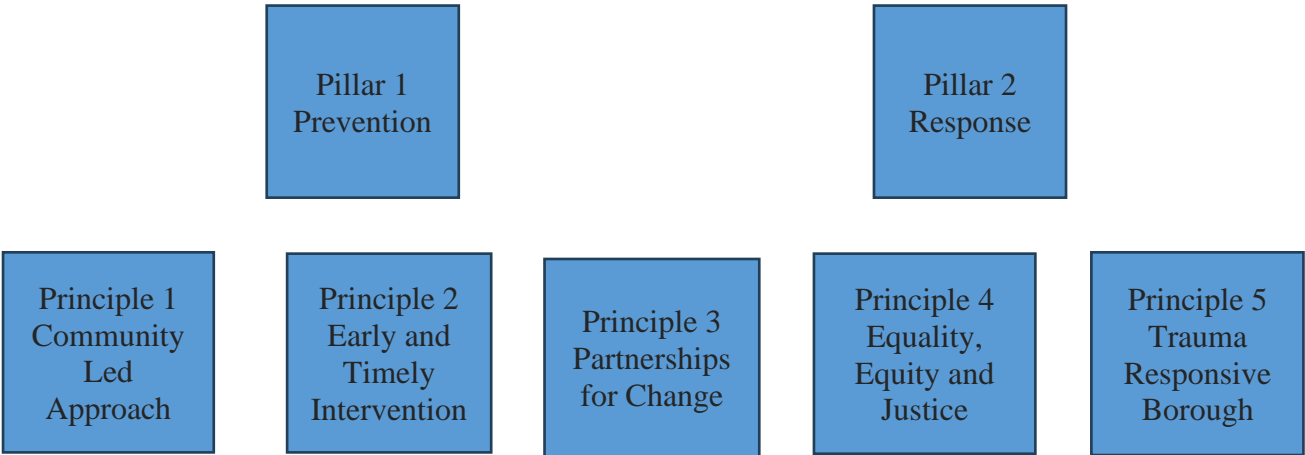 Pillar 1
Prevention
Pillar 2
Response
Principle 1
Community
Led
Approach
Principle 2
Early and
Timely
Intervention
Principle 3
Partnerships
for Change
Principle 4
Equality,
Equity and
Justice
Principle 5
Trauma
Responsive
Borough